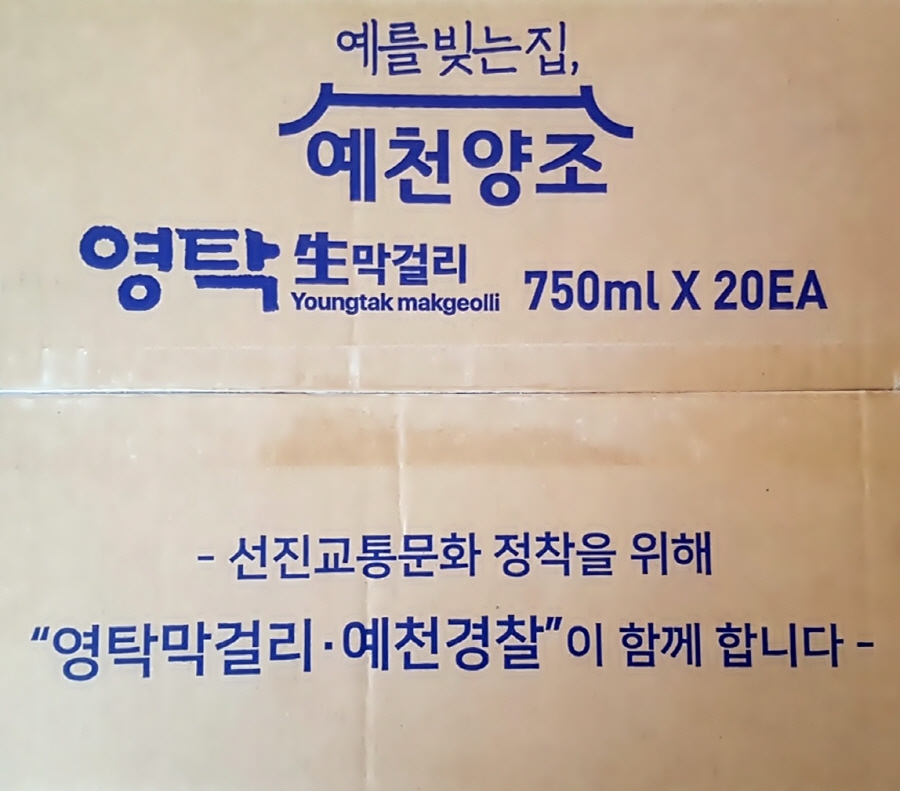 예를 빚는 집,
예천양조
영탁 生막걸리 750ml X 20EA
Youngtak makgeolli
- 선진교통문화 정착을 위해
“영탁막걸리·예천경찰”이 함께 합니다 -